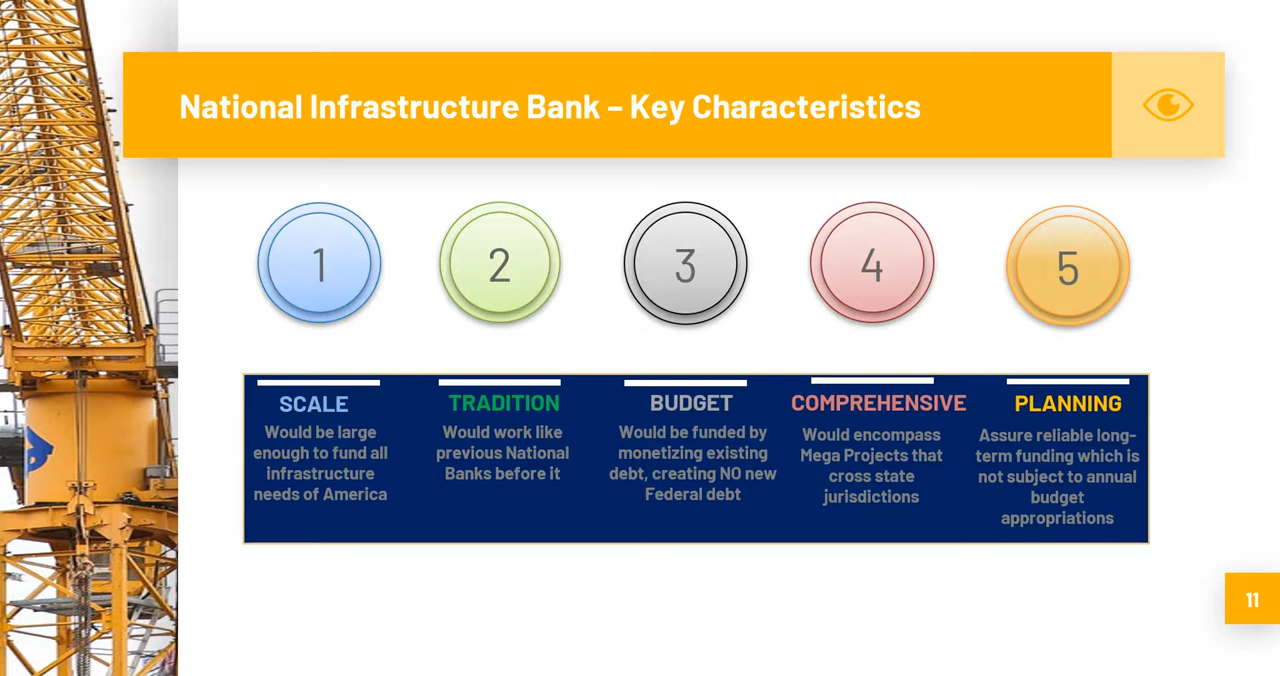 National Infrastructure Bank – Key Characteristics
1
2
3
4
5
SCALE
Would be large
enough to fund all
infrastructure
needs of America
TRADITION
Would work like
previous National
Banks before it
BUDGET
Would be funded by
monetizing existing
debt, creating NO new
Federal debt
COMPREHENSIVE
Would encompass
Mega Projects that
cross state
jurisdictions
PLANNING
Assure reliable long-
term funding which is
not subject to annual
budget
appropriations
11